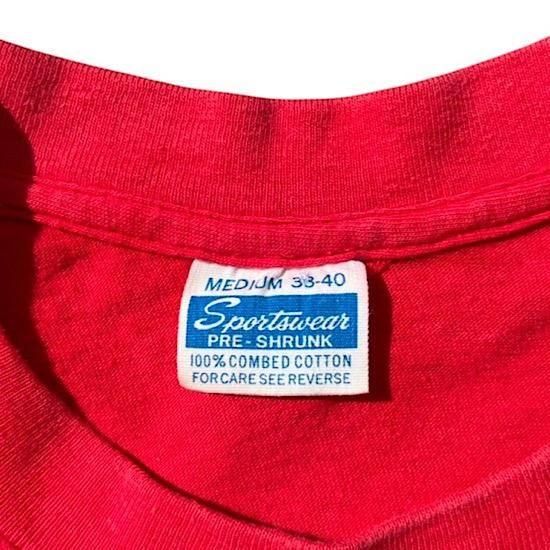 MEDIUM 38-40
Sportswear
PRE-SHRUNK
100% COMBED COTTON
FOR CARE SEE REVERSE